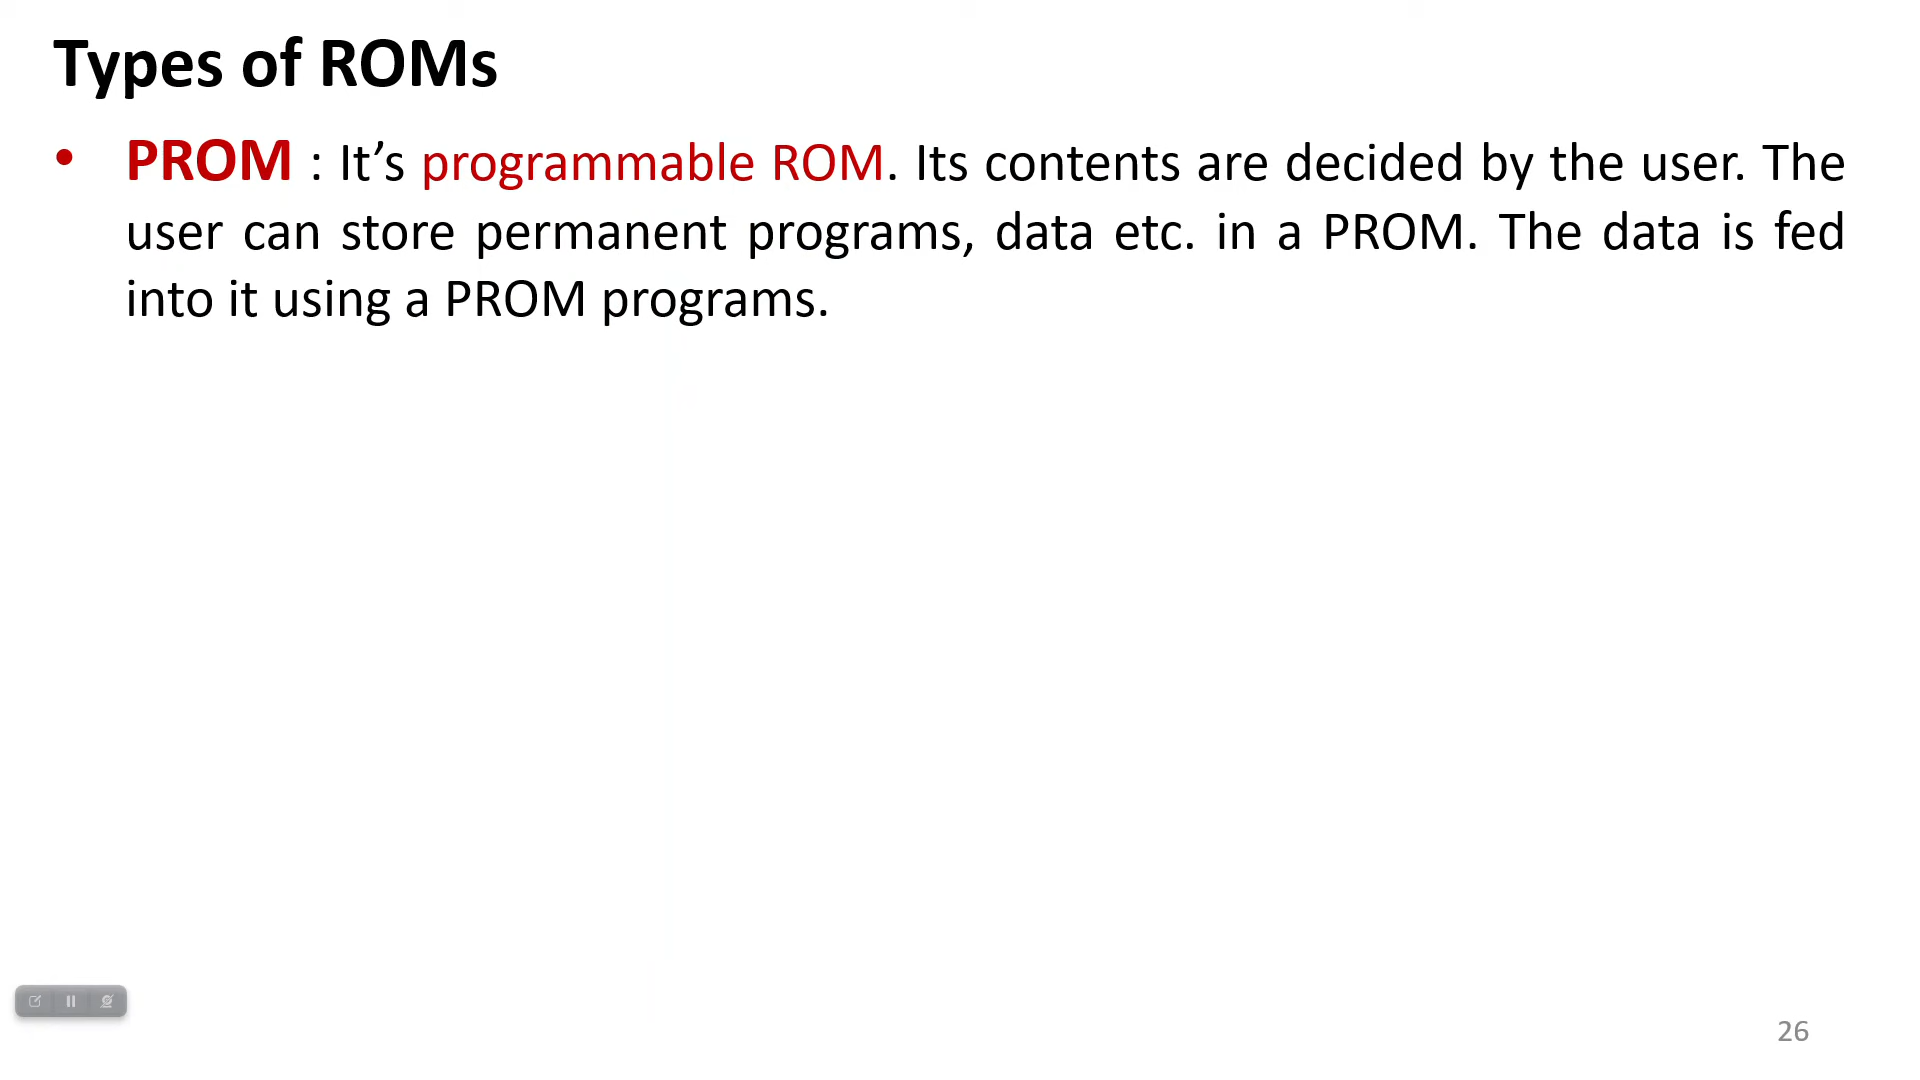 Types of ROMs
• PROM : It’s programmable ROM. Its contents are decided by the user. The
user can store permanent programs, data etc. in a PROM. The data is fed
into it using a PROM programs.
26